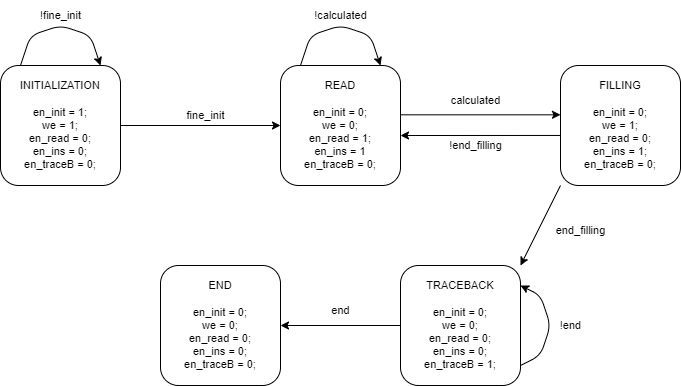 !fine_init
!calculated
INITIALIZATION
en_init = 1;
we = 1;
en_read = 0;
en_ins = 0;
en_traceB = 0;
fine_init
READ
en_init = 0;
we = 0;
en_read = 1;
en_ins = 1
en_traceB = 0;
calculated
!end_filling
FILLING
en_init = 0;
we = 1;
en_read = 0;
en_ins = 1;
en_traceB = 0;
end_filling
END
en_init = 0;
we = 0;
en_read = 0;
en_ins = 0;
en_traceB = 0;
end
TRACEBACK
en_init = 0;
we = 0;
en_read = 0;
en_ins = 0;
en_traceB = 1;
!end